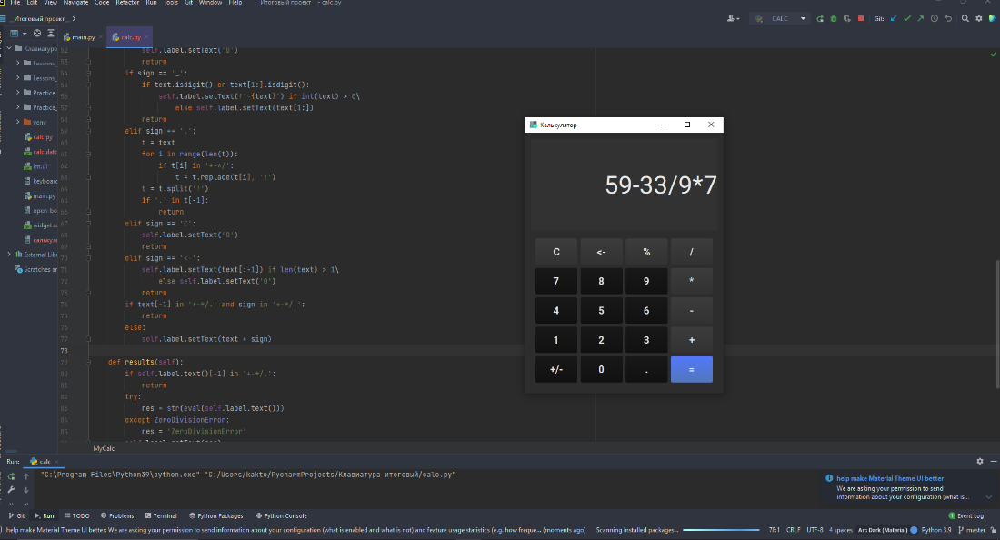 File Edit View Navigate Code Refactor Run Tools Git Window Help _Итоговый проект_ - calc.py
_Итоговый проект_
CALC
Git:
main.py
calc.py
Клавиатура
Lessons_
Lessons_
Practice
Practice_
venv
calc.py
calculato
int.ui
keyboard
main.py
open-bo
widget.u
калькул
External Libr
Scratches ar
52 self.label.setText('0')
53 return
54 if sign == '_':
55 if text.isdigit() or text[1:].isdigit():
56 self.label.setText(f'-{text}') if int(text) > 0\
57 else self.label.setText(text[1:])
58 return
59 elif sign == '.':
60 t = text
61 for i in range(len(t)):
62 if t[i] in '+-*/':
63 t = t.replace(t[i], '!')
64 t = t.split('!')
65 if '.' in t[-1]:
66 return
67 elif sign == 'C':
68 self.label.setText('0')
69 return
70 elif sign == '<-':
71 self.label.setText(text[:-1]) if len(text) > 1\
72 else self.label.setText('0')
73 return
74 if text[-1] in '+-*/.' and sign in '+-*/.':
75 return
76 else:
77 self.label.setText(text + sign)
78
79 def results(self):
80 if self.label.text()[-1] in '+-*/.':
81 return
82 try:
83 res = str(eval(self.label.text()))
84 except ZeroDivisionError:
85 res = 'ZeroDivisionError'
MyCalc
Калькулятор
59-33/9*7
C <- % /
7 8 9 *
4 5 6 -
1 2 3 +
+/- 0 . =
Run: calc
"C:\Program Files\Python39\python.exe" "C:/Users/kaktu/PycharmProjects/Клавиатура итоговый/calc.py"
help make Material Theme UI better
We are asking your permission to send
information about your configuration (what is...
Git Run TODO Problems Terminal Python Packages Python Console
1 Event Log
help make Material Theme UI better: We are asking your permission to send information about your configuration (what is enabled and what is not) and feature usage statistics (e.g. how freque... (moments ago) Scanning installed packages... 78:1 CRLF UTF-8 4 spaces Arc Dark (Material) Python 3.9 master